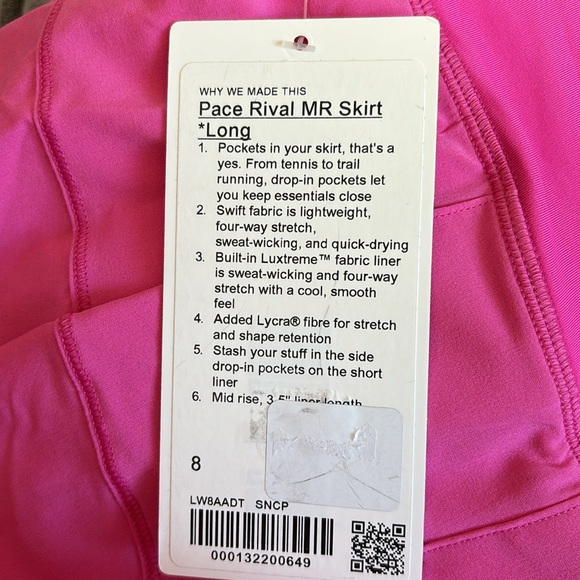 WHY WE MADE THIS
Pace Rival MR Skirt
*Long
1. Pockets in your skirt, that's a
yes. From tennis to trail
running, drop-in pockets let
you keep essentials close
2. Swift fabric is lightweight,
four-way stretch,
sweat-wicking, and quick-drying
3. Built-in Luxtreme™ fabric liner
is sweat-wicking and four-way
stretch with a cool, smooth
feel
4. Added Lycra® fibre for stretch
and shape retention
5. Stash your stuff in the side
drop-in pockets on the short
liner
6. Mid rise, 3.5" liner length
8
LW8AADT SNCP
000132200649